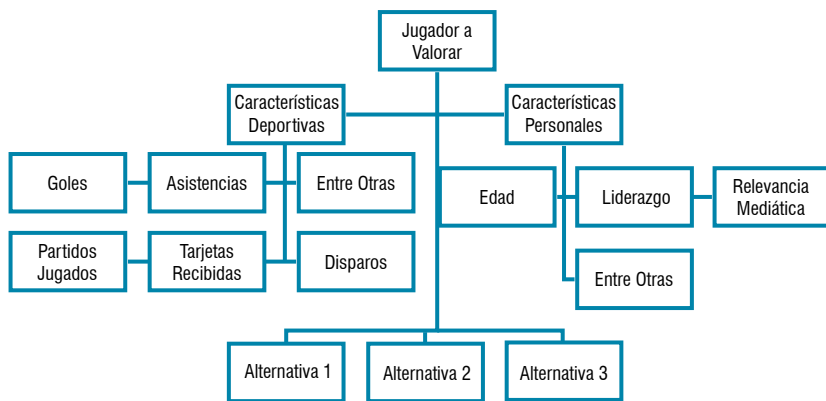 Jugador a
Valorar
Características
Deportivas
Características
Personales
Goles
Asistencias
Entre Otras
Edad
Liderazgo
Relevancia
Mediática
Partidos
Jugados
Tarjetas
Recibidas
Disparos
Entre Otras
Alternativa 1
Alternativa 2
Alternativa 3